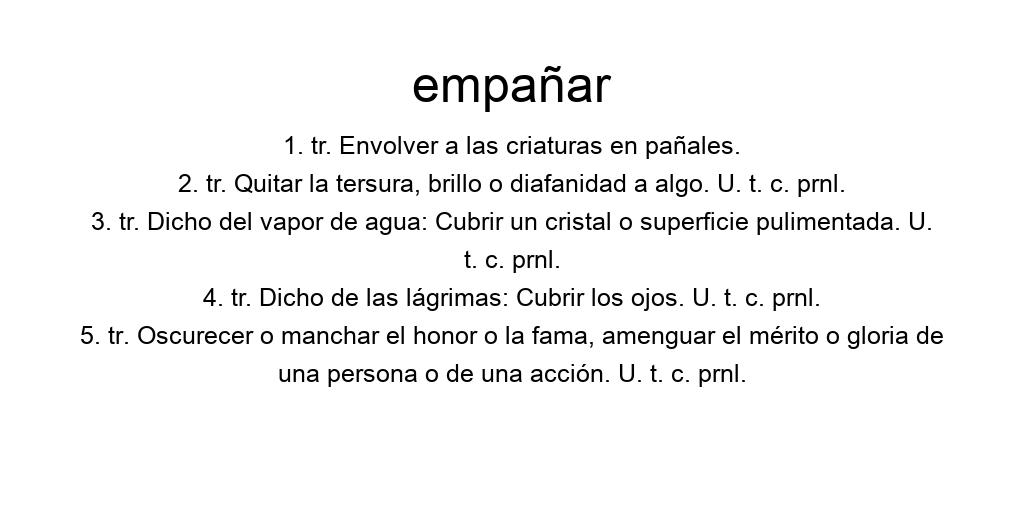 empañar
1. tr. Envolver a las criaturas en pañales.
2. tr. Quitar la tersura, brillo o diafanidad a algo. U. t. c. prnl.
3. tr. Dicho del vapor de agua: Cubrir un cristal o superficie pulimentada. U.
t. c. prnl.
4. tr. Dicho de las lágrimas: Cubrir los ojos. U. t. c. prnl.
5. tr. Oscurecer o manchar el honor o la fama, amenguar el mérito o gloria de
una persona o de una acción. U. t. c. prnl.